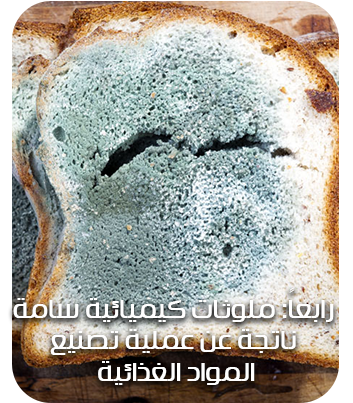 رابعاً: ملوثات كيميائية سامة
ناتجة عن عملية تصنيع
المواد الغذائية